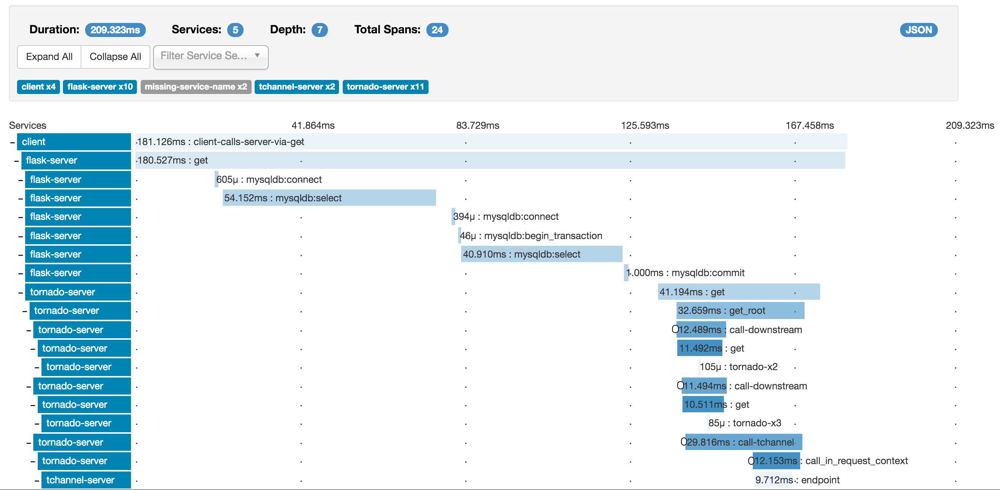 Duration: 209.323ms Services: 5 Depth: 7 Total Spans: 24 JSON
Expand All Collapse All Filter Service Se...
client x4 flask-server x10 missing-service-name x2 tchannel-server x2 tornado-server x11
Services 41.864ms 83.729ms 125.593ms 167.458ms 209.323ms
client 181.126ms : client-calls-server-via-get
flask-server 180.527ms : get
flask-server 605μ : mysqldb:connect
flask-server 54.152ms : mysqldb:select
flask-server 394μ : mysqldb:connect
flask-server 46μ : mysqldb:begin_transaction
http://blog.csdn.net/
flask-server 40.910ms : mysqldb:select
flask-server 1.000ms : mysqldb:commit
tornado-server 41.194ms : get
tornado-server 32.659ms : get_root
tornado-server 12.489ms : call-downstream
tornado-server 11.492ms : get
tornado-server 105μ : tornado-x2
tornado-server 11.494ms : call-downstream
tornado-server 10.511ms : get
tornado-server 85μ : tornado-x3
tornado-server 29.816ms : call-tchannel
tornado-server 12.153ms : call_in_request_context
tchannel-server 9.712ms : endpoint